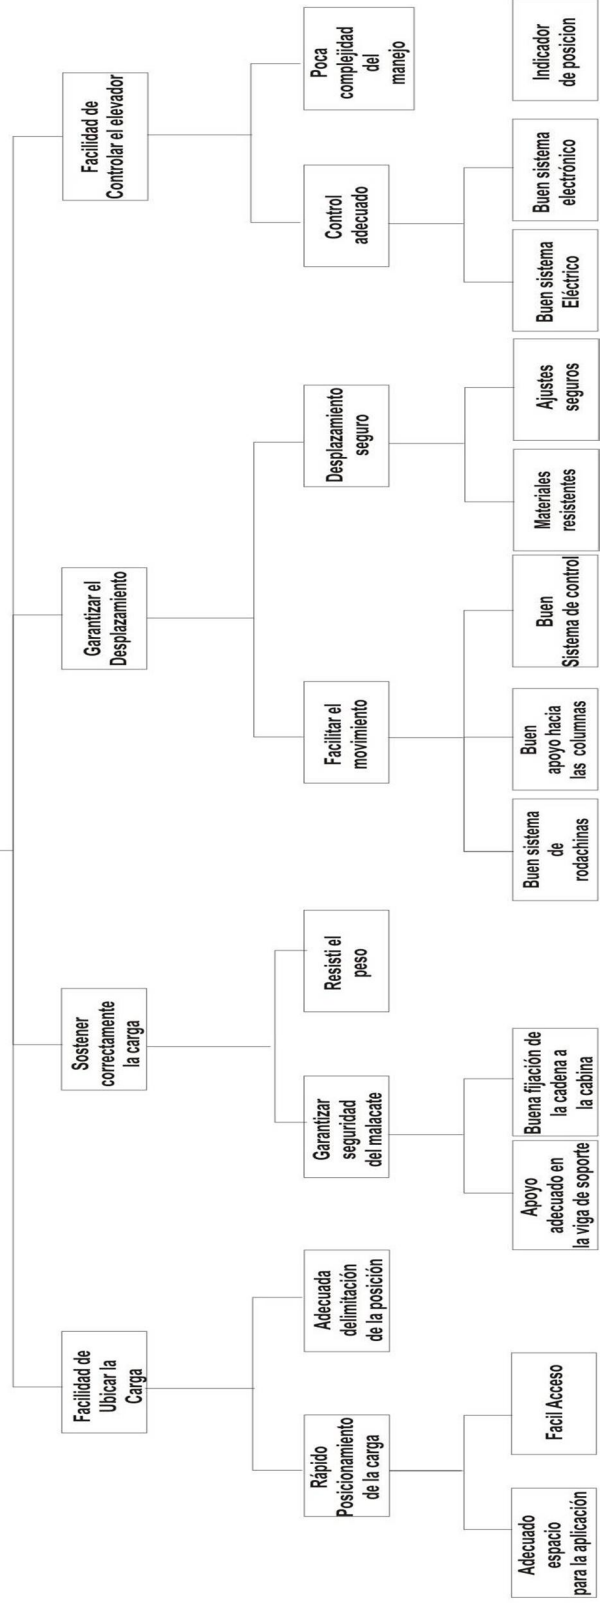 Facilidad de
Ubicar la
Carga
Sostener
correctamente
la carga
Garantizar el
Desplazamiento
Facilidad de
Controlar el elevador
Rápido
Posicionamiento
de la carga
Adecuada
delimitación
de la posición
Garantizar
seguridad
del malacate
Resisti el
peso
Facilitar el
movimiento
Desplazamiento
seguro
Control
adecuado
Poca
complejidad
del
manejo
Adecuado
espacio
para la aplicación
Facil Acceso
Apoyo
adecuado en
la viga de soporte
Buena fijación de
la cadena a
la cabina
Buen sistema
de
rodachinas
Buen
apoyo hacia
las columnas
Buen
Sistema de control
Materiales
resistentes
Ajustes
seguros
Buen sistema
Eléctrico
Buen sistema
electrónico
Indicador
de posicion